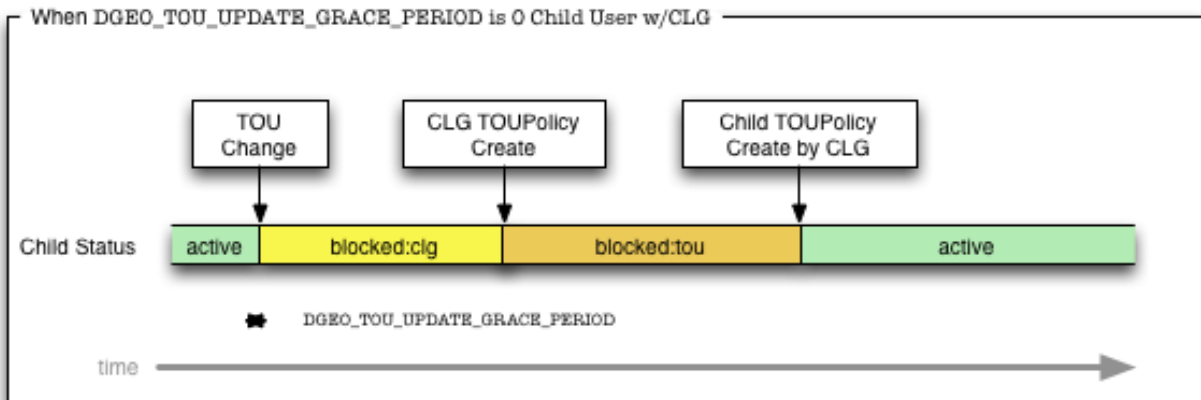 When DGEO_TOU_UPDATE_GRACE_PERIOD is 0 Child User w/CLG
TOU
Change
CLG TOUPolicy
Create
Child TOUPolicy
Create by CLG
Child Status
active
blocked:clg
blocked:tou
active
DGEO_TOU_UPDATE_GRACE_PERIOD
time